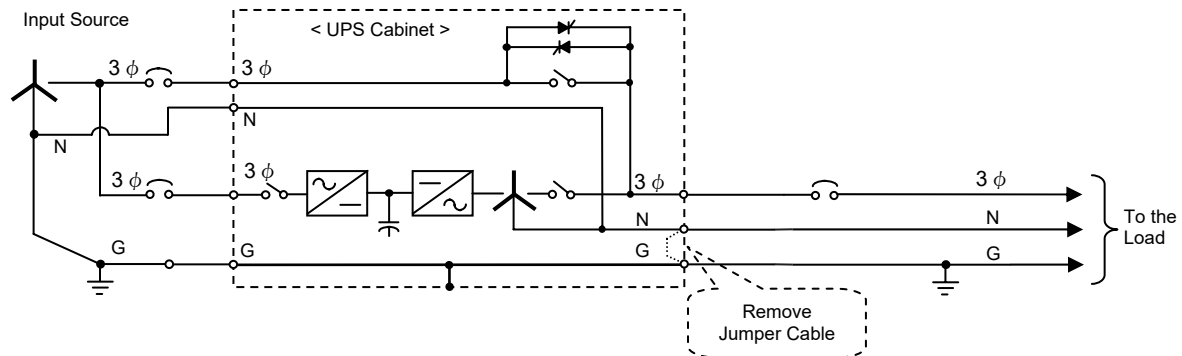 Input Source
< UPS Cabinet >
3 ϕ
3 ϕ
N
N
3 ϕ
3 ϕ
3 ϕ
3 ϕ
N
N
G
G
G
G
To the
Load
Remove
Jumper Cable